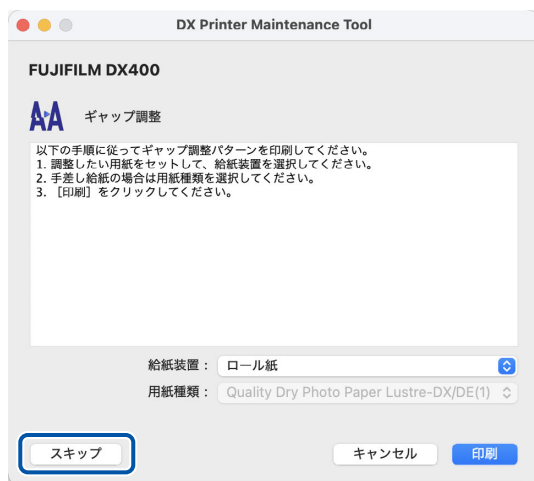 DX Printer Maintenance Tool
FUJIFILM DX400
ギャップ調整
以下の手順に従ってギャップ調整パターンを印刷してください。
1. 調整したい用紙をセットして、給紙装置を選択してください。
2. 手差し給紙の場合は用紙種類を選択してください。
3. [印刷] をクリックしてください。
給紙装置： ロール紙
用紙種類： Quality Dry Photo Paper Lustre-DX/DE(1)
スキップ キャンセル 印刷